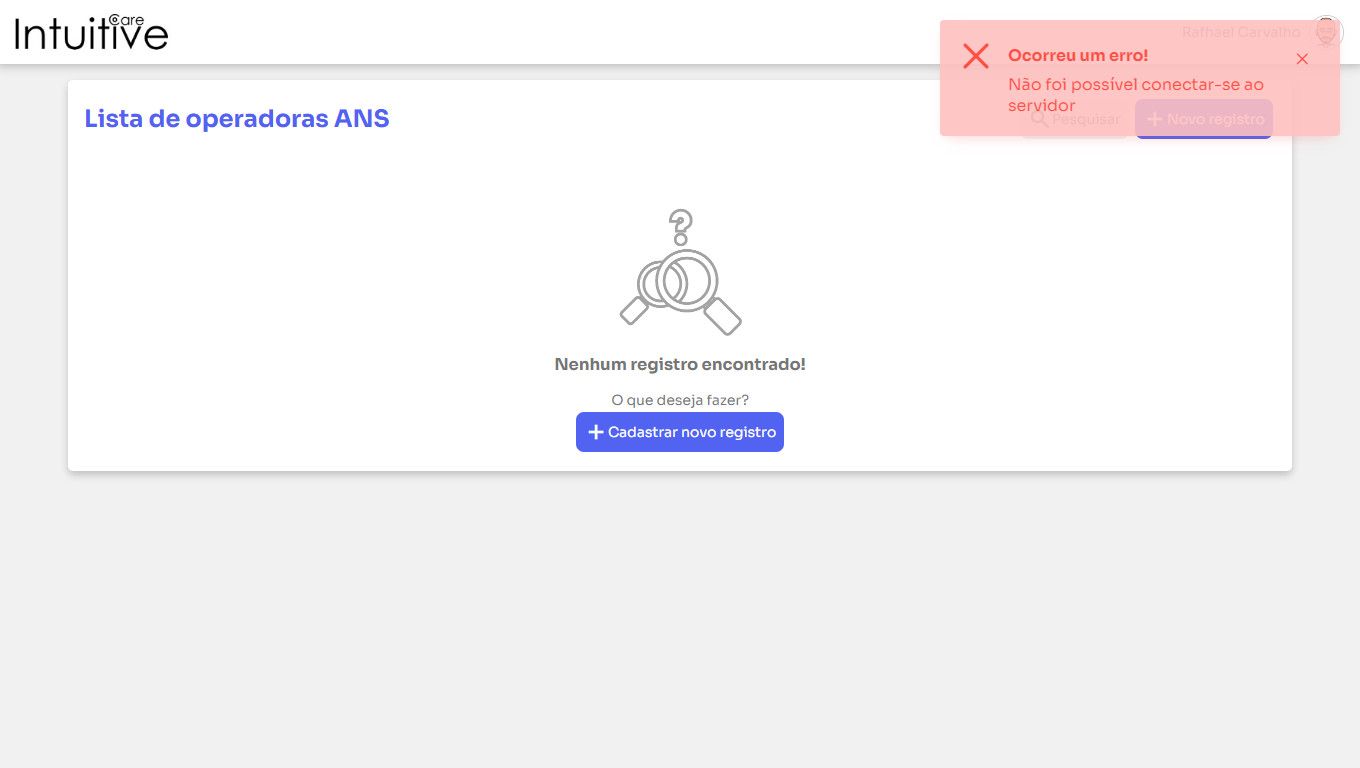 Intuitive
Care
Rafhael Carvalho
Ocorreu um erro!
Não foi possível conectar-se ao
servidor
Lista de operadoras ANS
Pesquisar
Novo registro
Nenhum registro encontrado!
O que deseja fazer?
Cadastrar novo registro